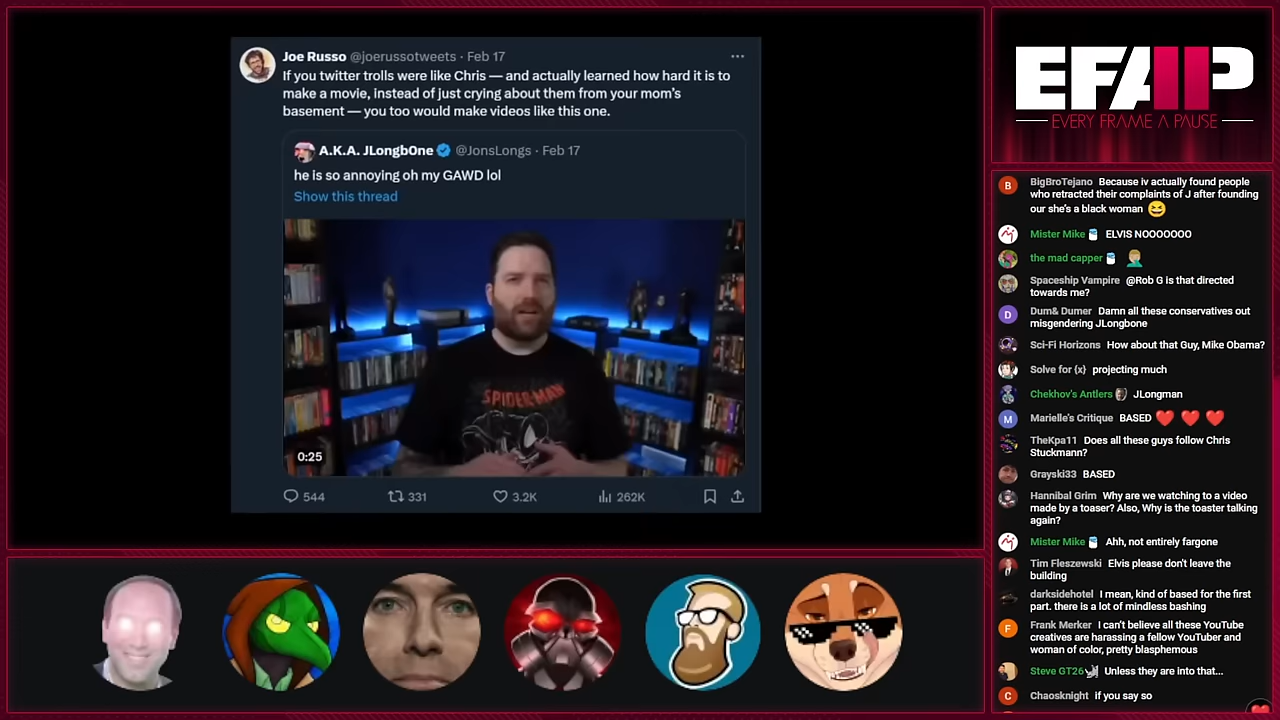 Joe Russo @joerussotweets · Feb 17
If you twitter trolls were like Chris — and actually learned how hard it is to
make a movie, instead of just crying about them from your mom's
basement — you too would make videos like this one.
A.K.A. JLongbOne @JonsLongs · Feb 17
he is so annoying oh my GAWD lol
Show this thread
SPIDER-MAN
0:25
544 331 3.2K 262K
EFAP
EVERY FRAME A PAUSE
BigBroTejano Because iv actually found people
who retracted their complaints of J after founding
our she's a black woman 😆
Mister Mike ELVIS NOOOOOOO
the mad capper 🤦🏼‍♂️
Spaceship Vampire @Rob G is that directed
towards me?
D Dum& Dumer Damn all these conservatives out
misgendering JLongbone
Sci-Fi Horizons How about that Guy, Mike Obama?
Solve for {x} projecting much
Chekhov's Antlers JLongman
M Marielle's Critique BASED ❤️ ❤️ ❤️
TheKpa11 Does all these guys follow Chris
Stuckmann?
Grayski33 BASED
Hannibal Grim Why are we watching to a video
made by a toaser? Also, Why is the toaster talking
again?
Mister Mike Ahh, not entirely fargone
Tim Fleszewski Elvis please don't leave the
building
darksidehotel I mean, kind of based for the first
part. there is a lot of mindless bashing
F Frank Merker I can't believe all these YouTube
creatives are harassing a fellow YouTuber and
woman of color, pretty blasphemous
Steve GT26 Unless they are into that...
C Chaosknight if you say so